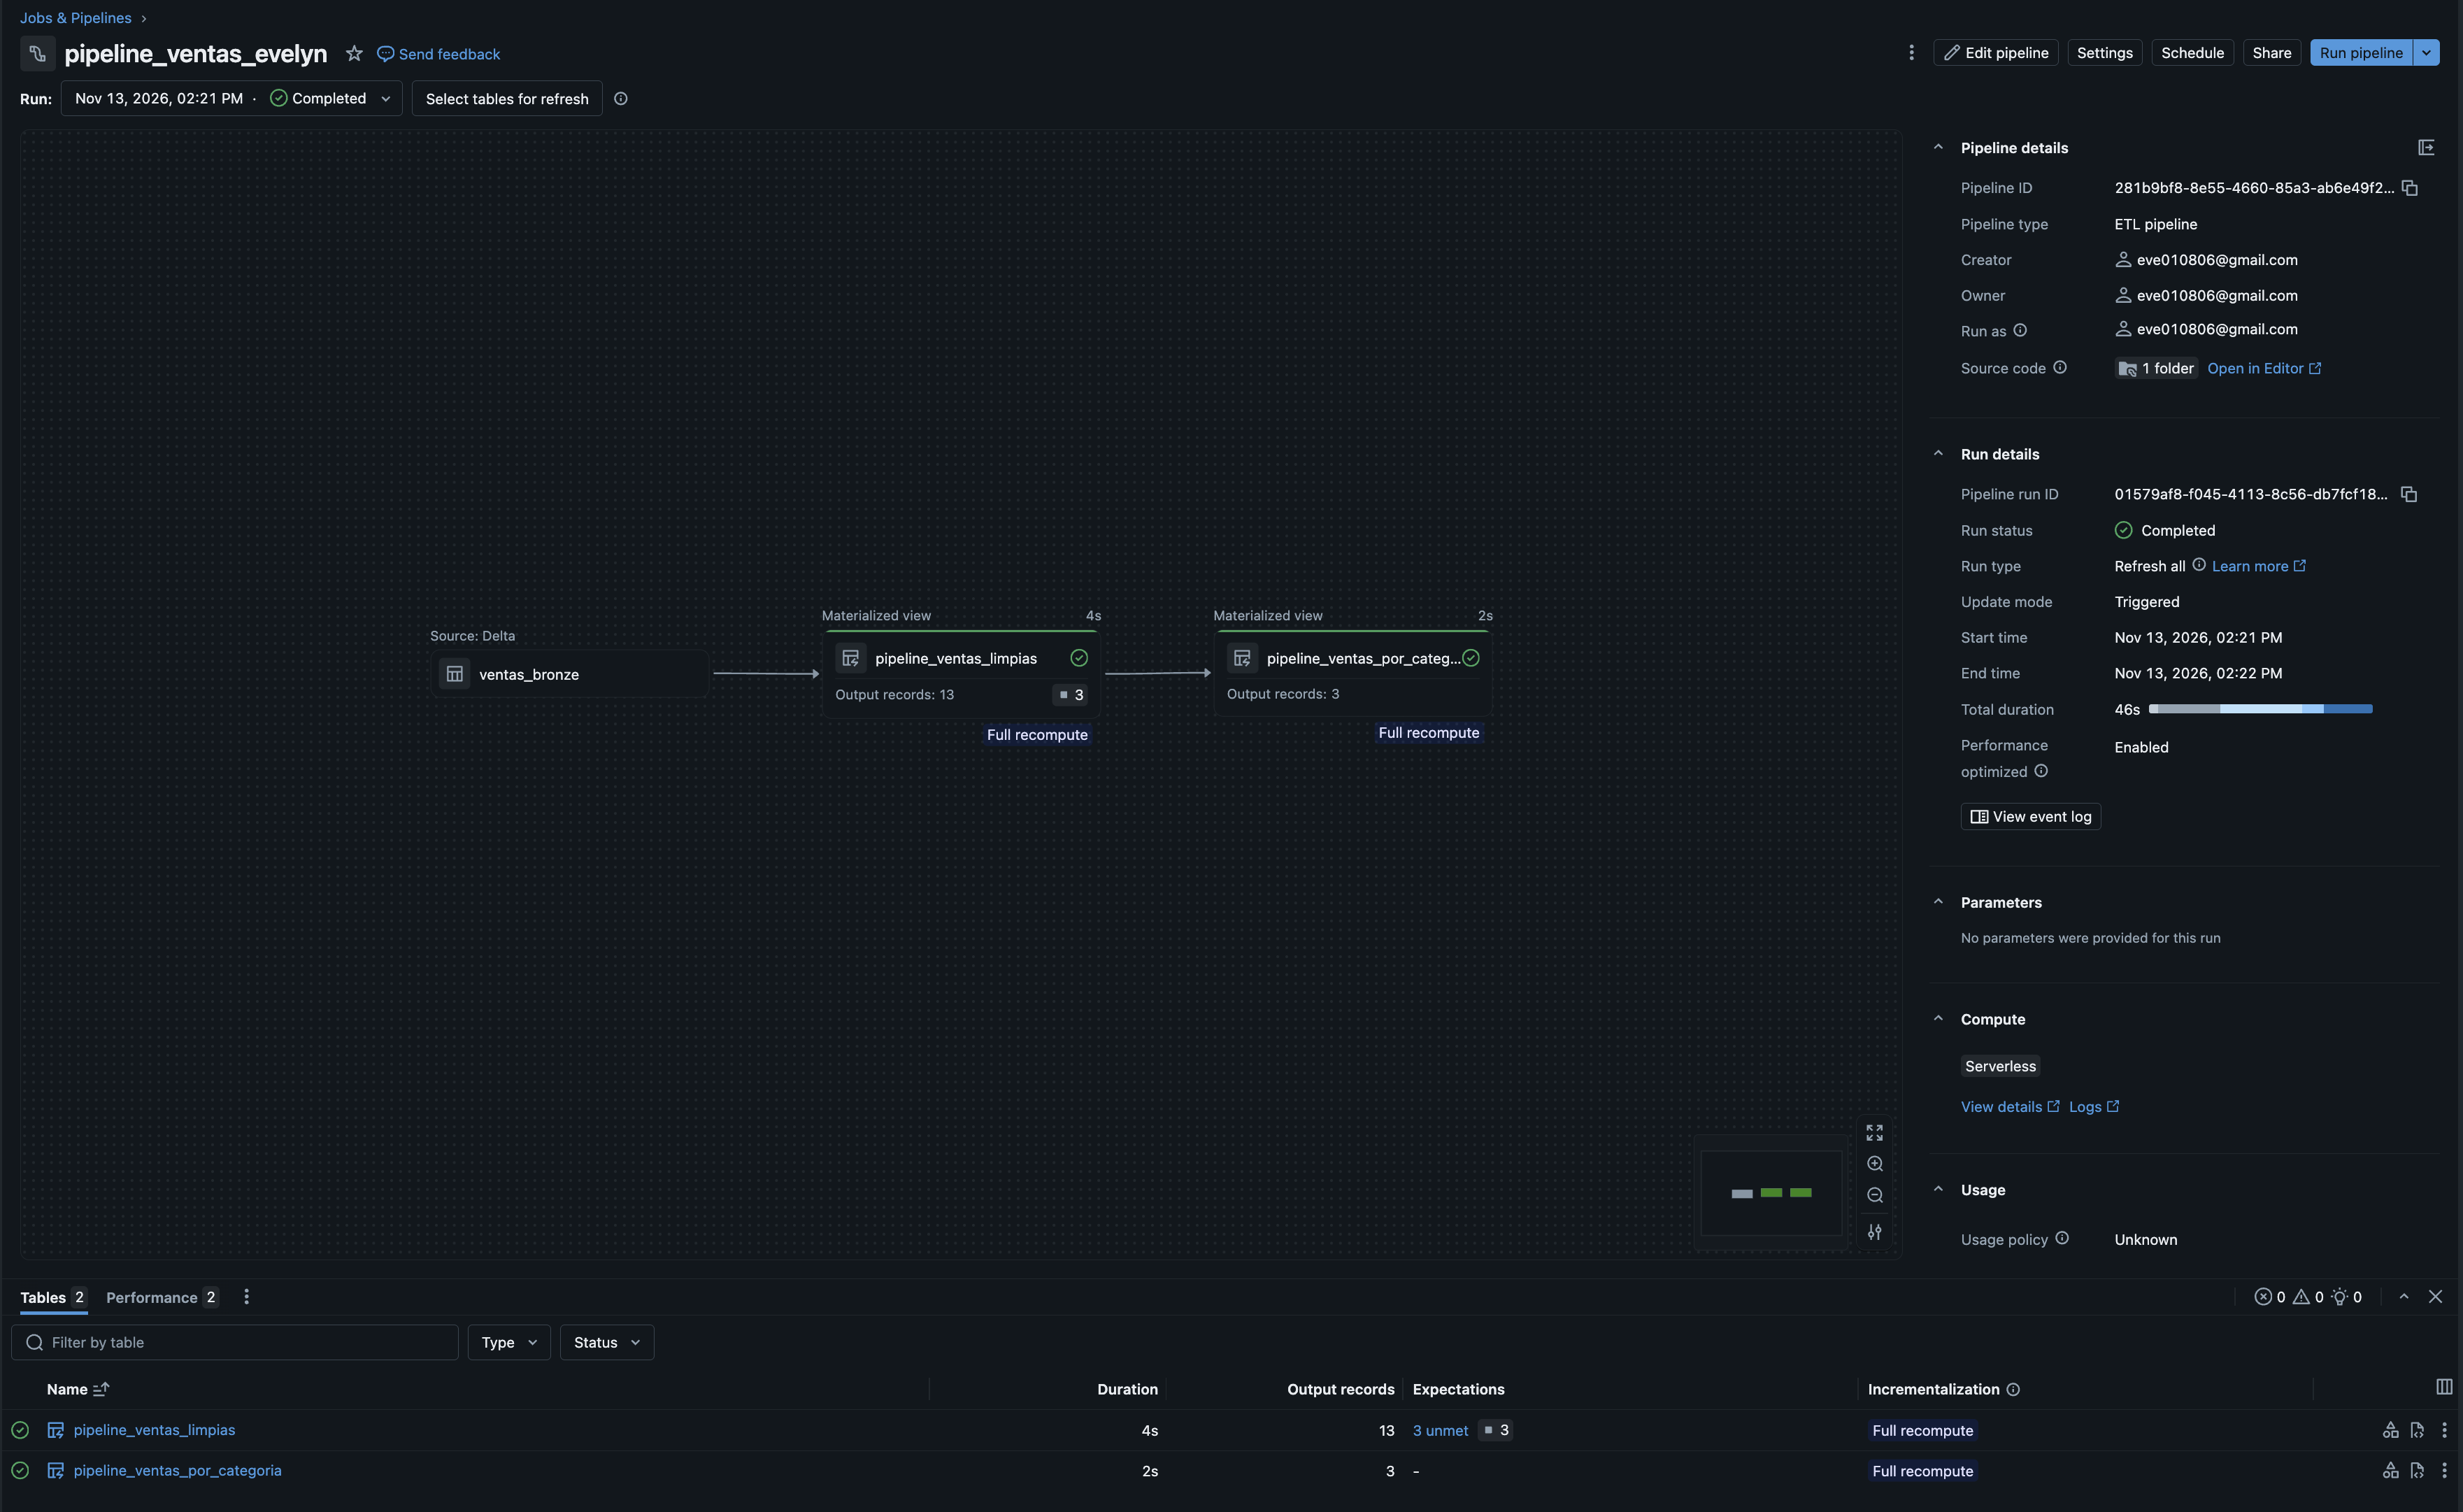 Jobs & Pipelines
pipeline_ventas_evelyn Send feedback
Edit pipeline Settings Schedule Share Run pipeline
Run: Nov 13, 2026, 02:21 PM · Completed Select tables for refresh
Source: Delta
ventas_bronze
Materialized view 4s
pipeline_ventas_limpias
Output records: 13 3
Full recompute
Materialized view 2s
pipeline_ventas_por_categ...
Output records: 3
Full recompute
Pipeline details
Pipeline ID 281b9bf8-8e55-4660-85a3-ab6e49f2...
Pipeline type ETL pipeline
Creator eve010806@gmail.com
Owner eve010806@gmail.com
Run as eve010806@gmail.com
Source code 1 folder Open in Editor
Run details
Pipeline run ID 01579af8-f045-4113-8c56-db7fcf18...
Run status Completed
Run type Refresh all Learn more
Update mode Triggered
Start time Nov 13, 2026, 02:21 PM
End time Nov 13, 2026, 02:22 PM
Total duration 46s
Performance optimized Enabled
View event log
Parameters
No parameters were provided for this run
Compute
Serverless
View details Logs
Usage
Usage policy Unknown
Tables 2 Performance 2
0 0 0
Filter by table Type Status
Name Duration Output records Expectations Incrementalization
pipeline_ventas_limpias 4s 13 3 unmet 3 Full recompute
pipeline_ventas_por_categoria 2s 3 - Full recompute